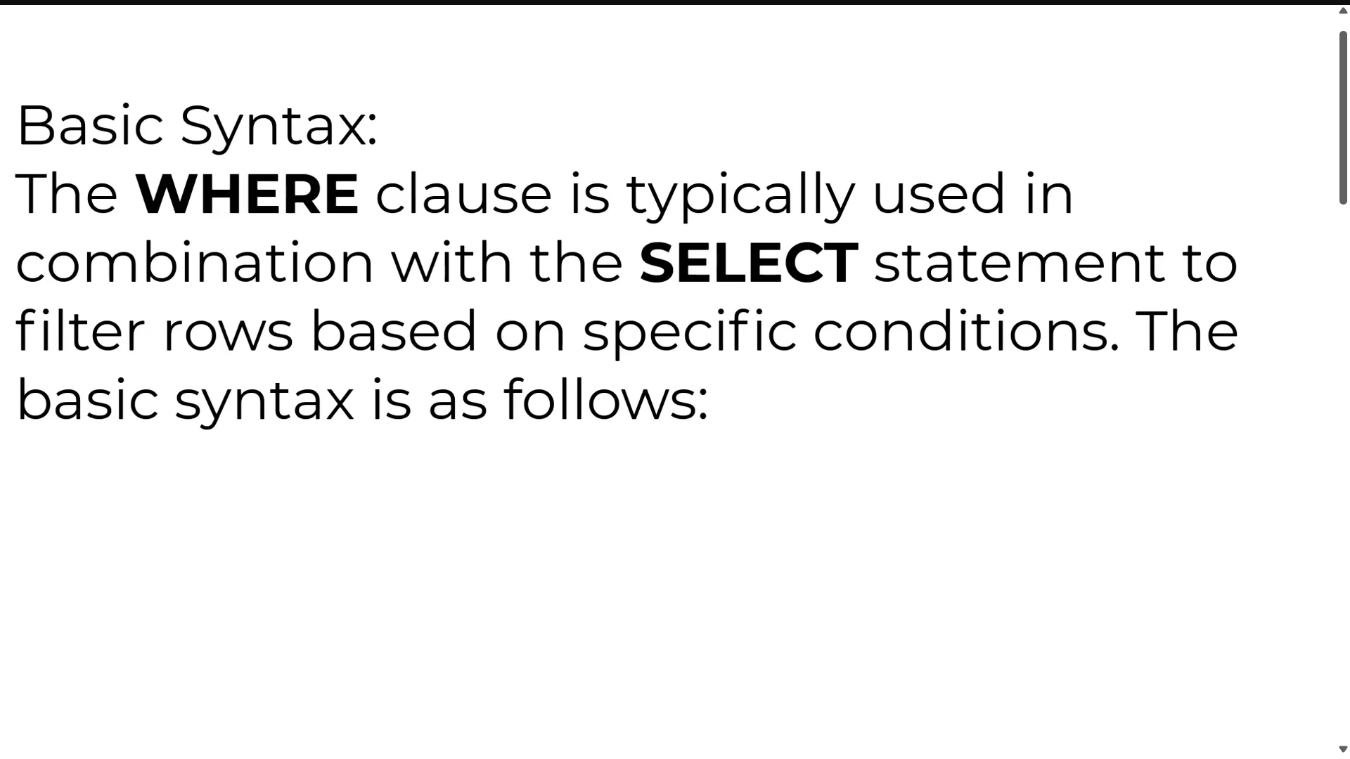 Basic Syntax:
The WHERE clause is typically used in
combination with the SELECT statement to
filter rows based on specific conditions. The
basic syntax is as follows: